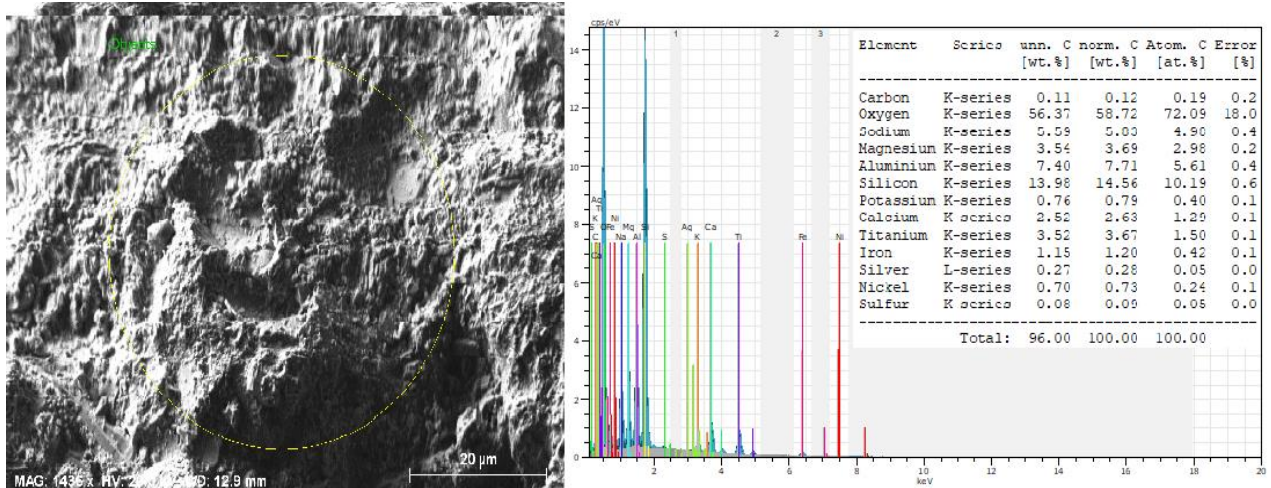 Objects
20 µm
MAG: 1436 x HV: 20.0 kV WD: 12.9 mm
cps/eV
1 2 3
14
12
10
8
6
4
2
0
Ti
K Ni
S Fe
C Na Mg Al Si S Ag K Ca Ti Fe Ni
Ca
2 4 6 8 10 12 14 16 18 20
keV
Element Series unn. C norm. C Atom. C Error
[wt.%] [wt.%] [at.%] [%]
Carbon K-series 0.11 0.12 0.19 0.2
Oxygen K-series 56.37 58.72 72.09 18.0
Sodium K-series 5.59 5.83 4.98 0.4
Magnesium K-series 3.54 3.69 2.98 0.2
Aluminium K-series 7.40 7.71 5.61 0.4
Silicon K-series 13.98 14.56 10.19 0.6
Potassium K-series 0.76 0.79 0.40 0.1
Calcium K series 2.52 2.63 1.29 0.1
Titanium K-series 3.52 3.67 1.50 0.1
Iron K-series 1.15 1.20 0.42 0.1
Silver L-series 0.27 0.28 0.05 0.0
Nickel K-series 0.70 0.73 0.24 0.1
Sulfur K series 0.08 0.09 0.05 0.0
Total: 96.00 100.00 100.00